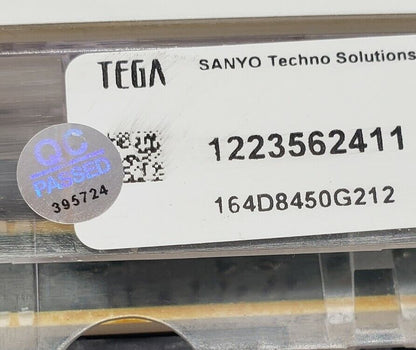 TEGA
SANYO Techno Solutions
1223562411
164D8450G212
QC
PASSED
395724